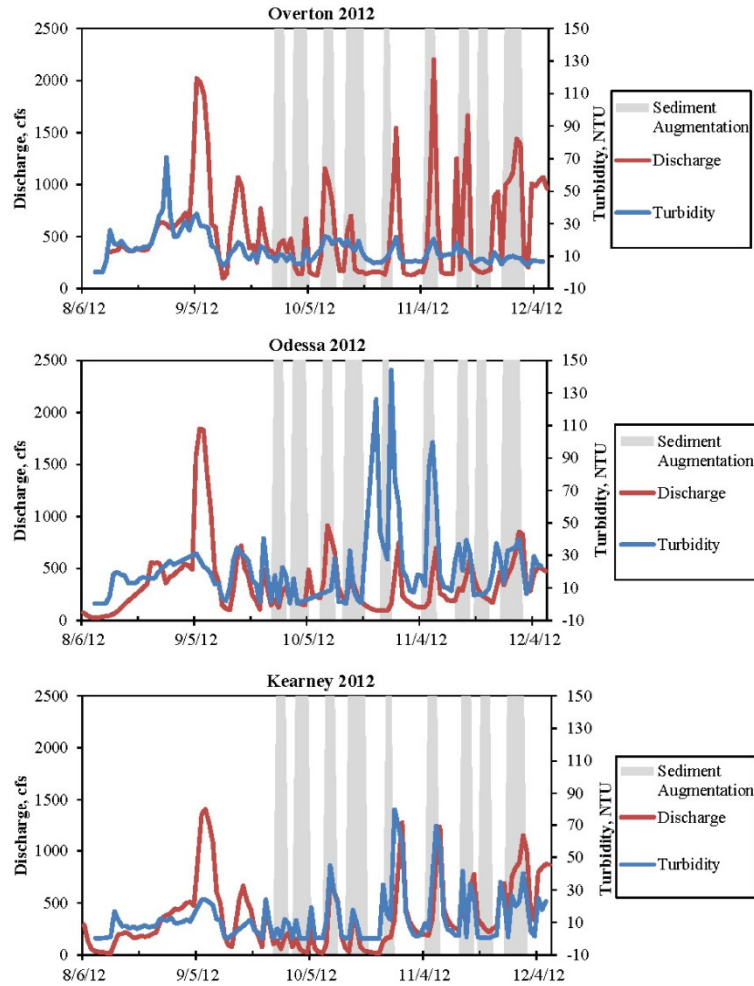 Overton 2012
2500
2000
1500
1000
500
0
Discharge, cfs
150
130
110
90
70
50
30
10
-10
Turbidity, NTU
8/6/12 9/5/12 10/5/12 11/4/12 12/4/12
Sediment
Augmentation
Discharge
Turbidity
Odessa 2012
2500
2000
1500
1000
500
0
Discharge, cfs
150
130
110
90
70
50
30
10
-10
Turbidity, NTU
8/6/12 9/5/12 10/5/12 11/4/12 12/4/12
Sediment
Augmentation
Discharge
Turbidity
Kearney 2012
2500
2000
1500
1000
500
0
Discharge, cfs
150
130
110
90
70
50
30
10
-10
Turbidity, NTU
8/6/12 9/5/12 10/5/12 11/4/12 12/4/12
Sediment
Augmentation
Discharge
Turbidity